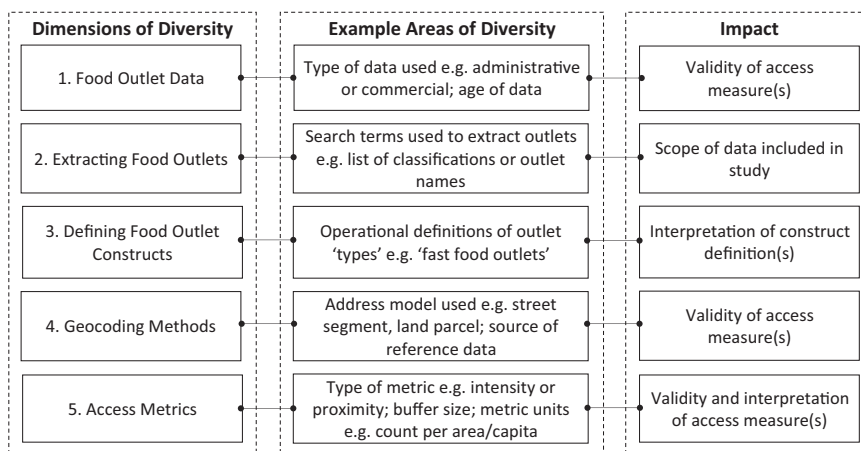 Dimensions of Diversity
Example Areas of Diversity
Impact
1. Food Outlet Data
Type of data used e.g. administrative
or commercial; age of data
Validity of access
measure(s)
2. Extracting Food Outlets
Search terms used to extract outlets
e.g. list of classifications or outlet
names
Scope of data included in
study
3. Defining Food Outlet
Constructs
Operational definitions of outlet
‘types’ e.g. ‘fast food outlets’
Interpretation of construct
definition(s)
4. Geocoding Methods
Address model used e.g. street
segment, land parcel; source of
reference data
Validity of access
measure(s)
5. Access Metrics
Type of metric e.g. intensity or
proximity; buffer size; metric units
e.g. count per area/capita
Validity and interpretation
of access measure(s)